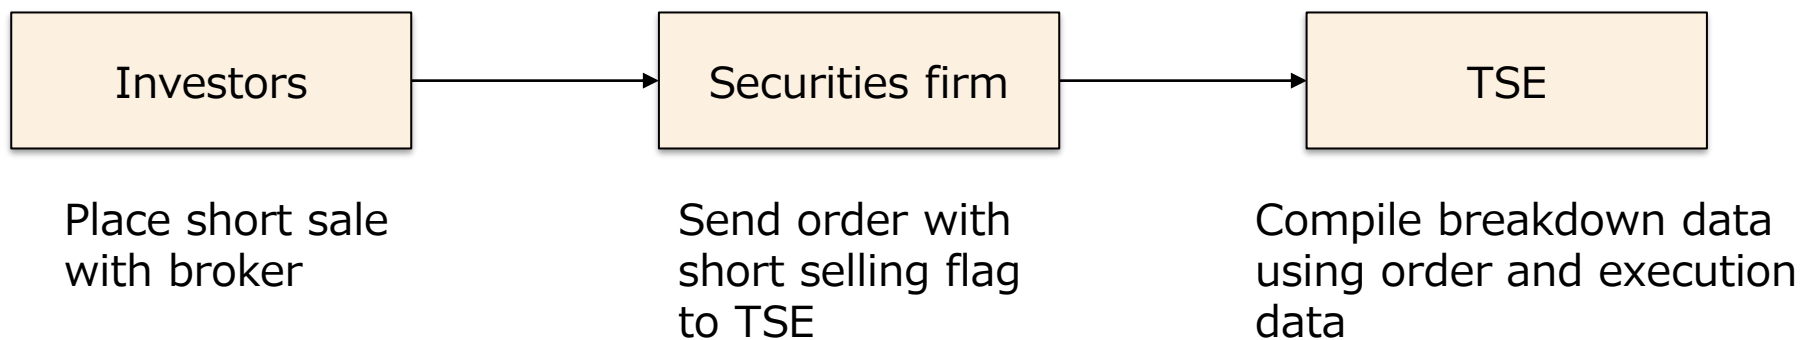 Investors
Securities firm
TSE
Place short sale
with broker
Send order with
short selling flag
to TSE
Compile breakdown data
using order and execution
data